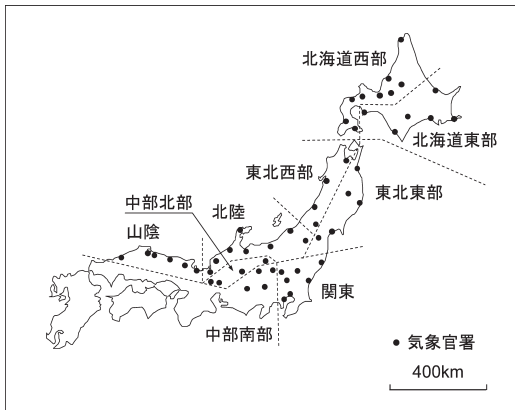 北海道西部
北海道東部
東北西部
東北東部
中部北部
北陸
山陰
関東
中部南部
気象官署
400km